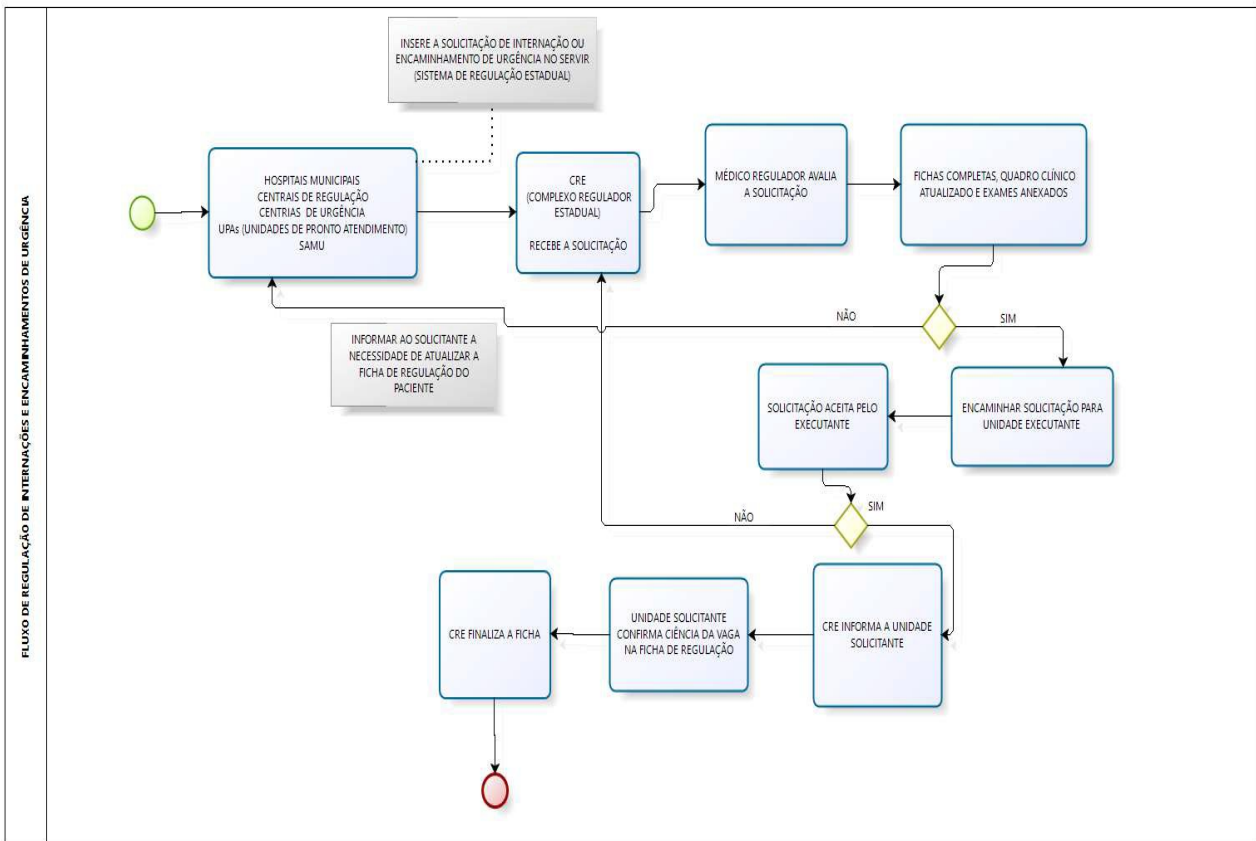 FLUXO DE REGULAÇÃO DE INTERNAÇÕES E ENCAMINHAMENTOS DE URGÊNCIA
INSERE A SOLICITAÇÃO DE INTERNAÇÃO OU
ENCAMINHAMENTO DE URGÊNCIA NO SERVIR
(SISTEMA DE REGULAÇÃO ESTADUAL)
HOSPITAIS MUNICIPAIS
CENTRAIS DE REGULAÇÃO
CENTRIAS DE URGÊNCIA
UPAs (UNIDADES DE PRONTO ATENDIMENTO)
SAMU
CRE
(COMPLEXO REGULADOR
ESTADUAL)
RECEBE A SOLICITAÇÃO
MÉDICO REGULADOR AVALIA
A SOLICITAÇÃO
FICHAS COMPLETAS, QUADRO CLÍNICO
ATUALIZADO E EXAMES ANEXADOS
NÃO
SIM
INFORMAR AO SOLICITANTE A
NECESSIDADE DE ATUALIZAR A
FICHA DE REGULAÇÃO DO
PACIENTE
ENCAMINHAR SOLICITAÇÃO PARA
UNIDADE EXECUTANTE
SOLICITAÇÃO ACEITA PELO
EXECUTANTE
NÃO
SIM
CRE INFORMA A UNIDADE
SOLICITANTE
UNIDADE SOLICITANTE
CONFIRMA CIÊNCIA DA VAGA
NA FICHA DE REGULAÇÃO
CRE FINALIZA A FICHA